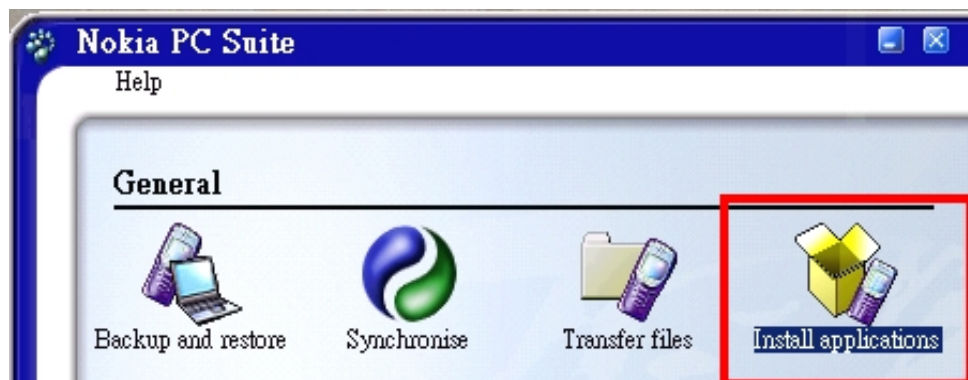 Nokia PC Suite
Help
General
Backup and restore
Synchronise
Transfer files
Install applications